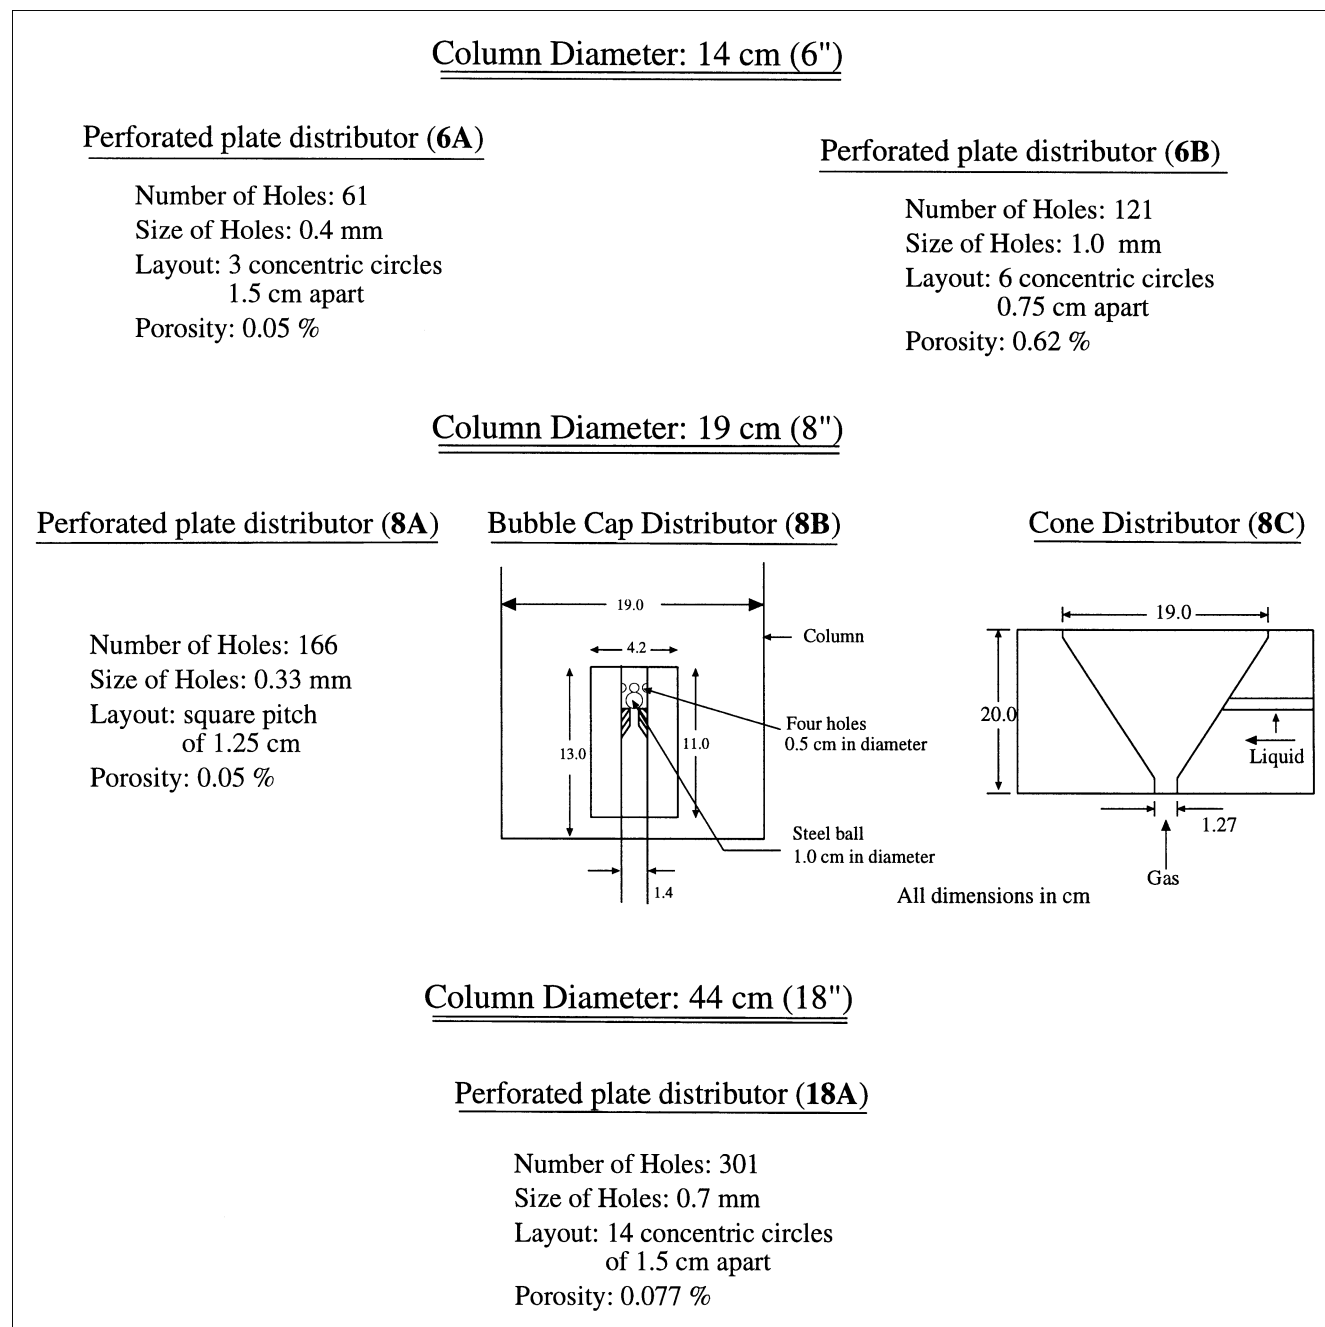 Column Diameter: 14 cm (6")
Perforated plate distributor (6A)
Number of Holes: 61
Size of Holes: 0.4 mm
Layout: 3 concentric circles
1.5 cm apart
Porosity: 0.05 %
Perforated plate distributor (6B)
Number of Holes: 121
Size of Holes: 1.0 mm
Layout: 6 concentric circles
0.75 cm apart
Porosity: 0.62 %
Column Diameter: 19 cm (8")
Perforated plate distributor (8A)
Number of Holes: 166
Size of Holes: 0.33 mm
Layout: square pitch
of 1.25 cm
Porosity: 0.05 %
Bubble Cap Distributor (8B)
19.0
Column
4.2
Four holes
0.5 cm in diameter
13.0
11.0
Steel ball
1.0 cm in diameter
1.4
Cone Distributor (8C)
19.0
20.0
Liquid
1.27
Gas
All dimensions in cm
Column Diameter: 44 cm (18")
Perforated plate distributor (18A)
Number of Holes: 301
Size of Holes: 0.7 mm
Layout: 14 concentric circles
of 1.5 cm apart
Porosity: 0.077 %